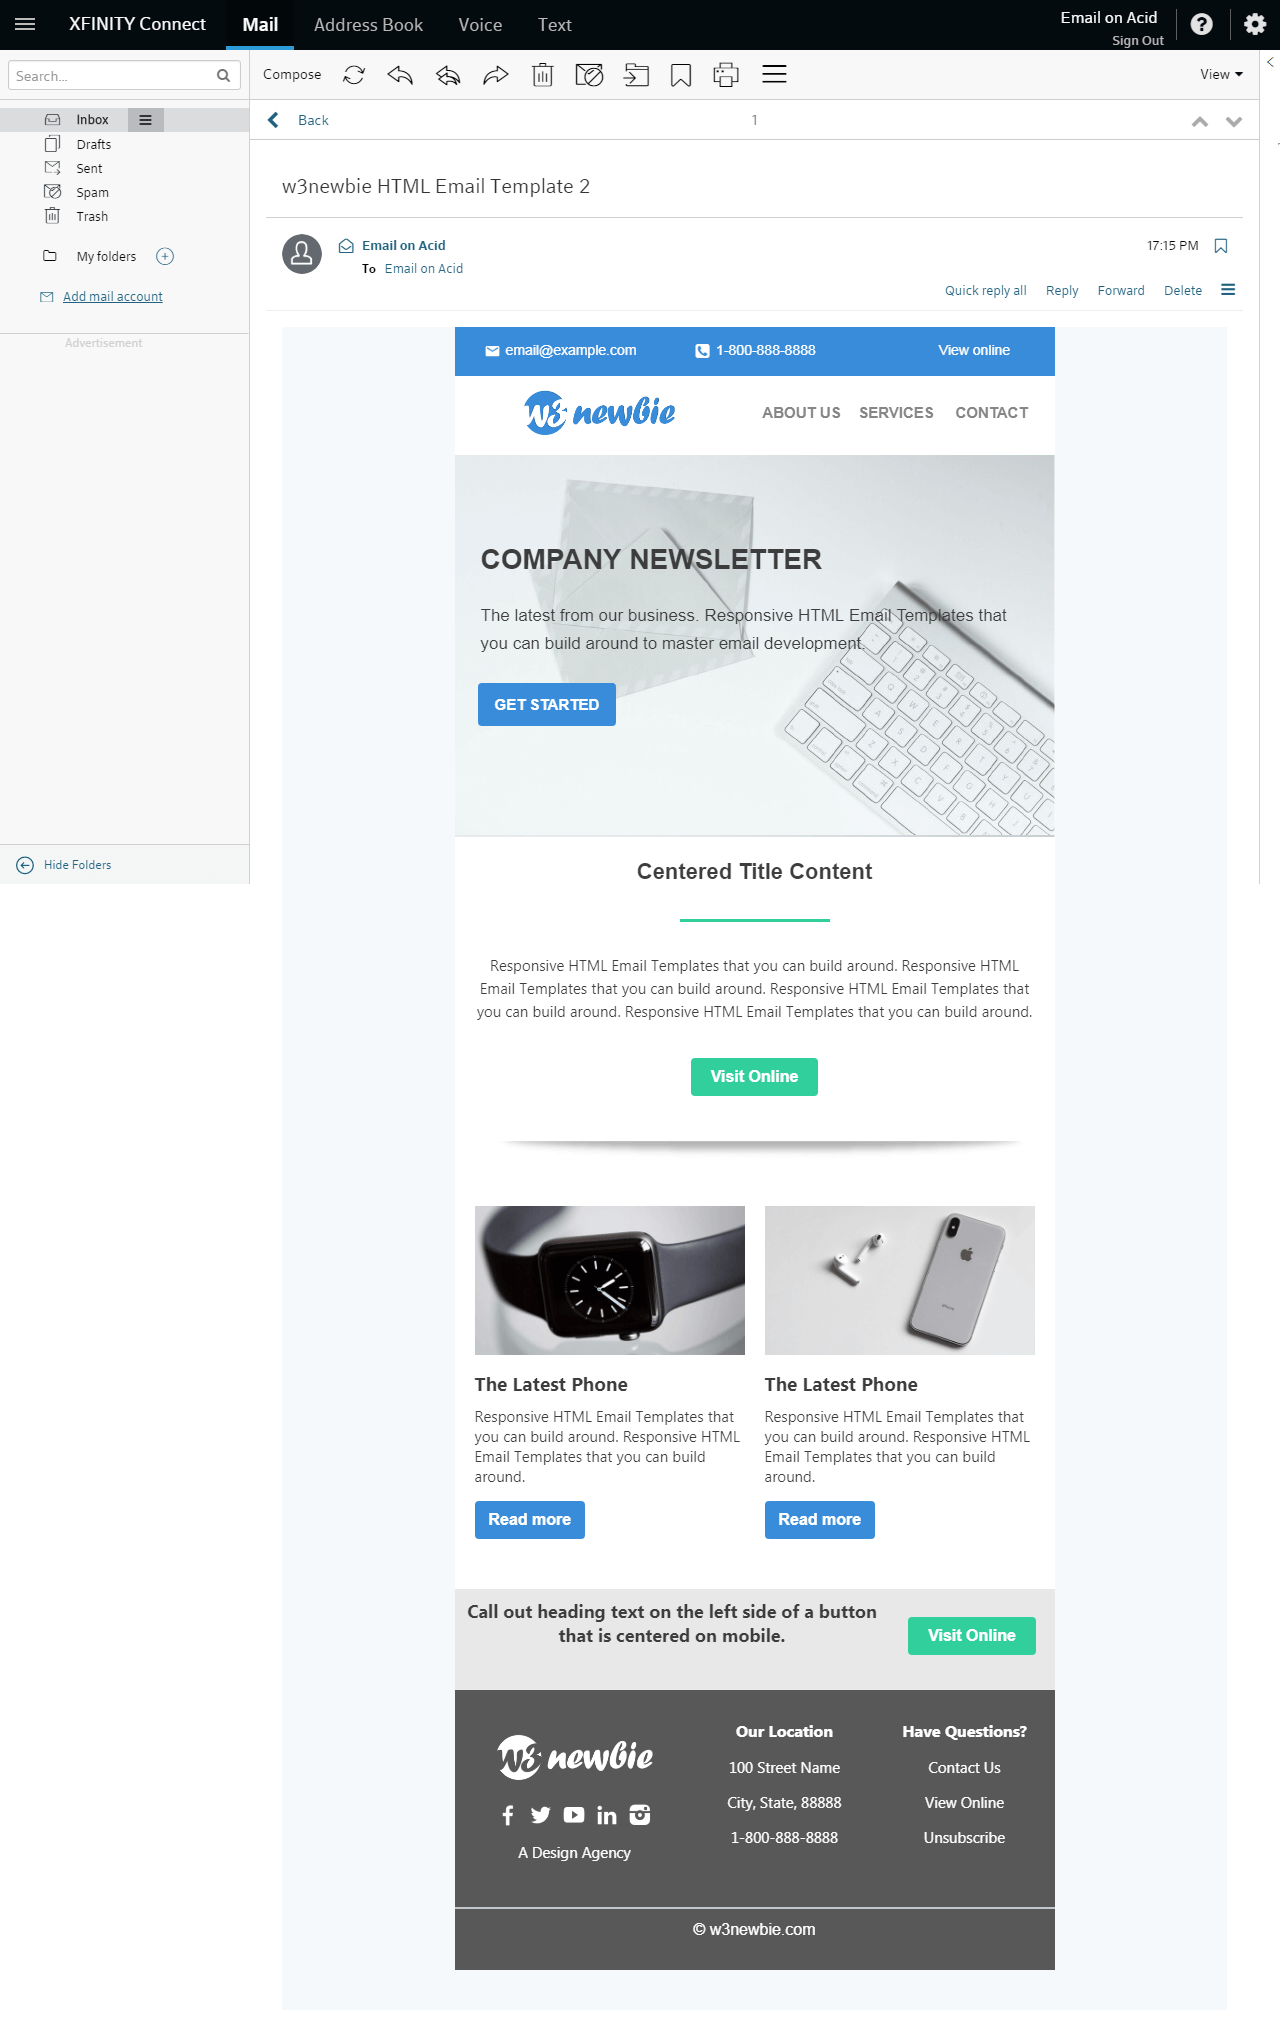 XFINITY Connect Mail Address Book Voice Text Email on Acid
Sign Out
Search...
Compose View
Inbox
Drafts
Sent
Spam
Trash
My folders
Add mail account
Advertisement
Hide Folders
Back 1
w3newbie HTML Email Template 2
Email on Acid 17:15 PM
To Email on Acid
Quick reply all Reply Forward Delete
email@example.com 1-800-888-8888 View online
w3 newbie ABOUT US SERVICES CONTACT
COMPANY NEWSLETTER
The latest from our business. Responsive HTML Email Templates that
you can build around to master email development.
GET STARTED
Centered Title Content
Responsive HTML Email Templates that you can build around. Responsive HTML
Email Templates that you can build around. Responsive HTML Email Templates that
you can build around. Responsive HTML Email Templates that you can build around.
Visit Online
The Latest Phone
Responsive HTML Email Templates that
you can build around. Responsive HTML
Email Templates that you can build
around.
Read more
The Latest Phone
Responsive HTML Email Templates that
you can build around. Responsive HTML
Email Templates that you can build
around.
Read more
Call out heading text on the left side of a button
that is centered on mobile.
Visit Online
w3 newbie
A Design Agency
Our Location
100 Street Name
City, State, 88888
1-800-888-8888
Have Questions?
Contact Us
View Online
Unsubscribe
© w3newbie.com